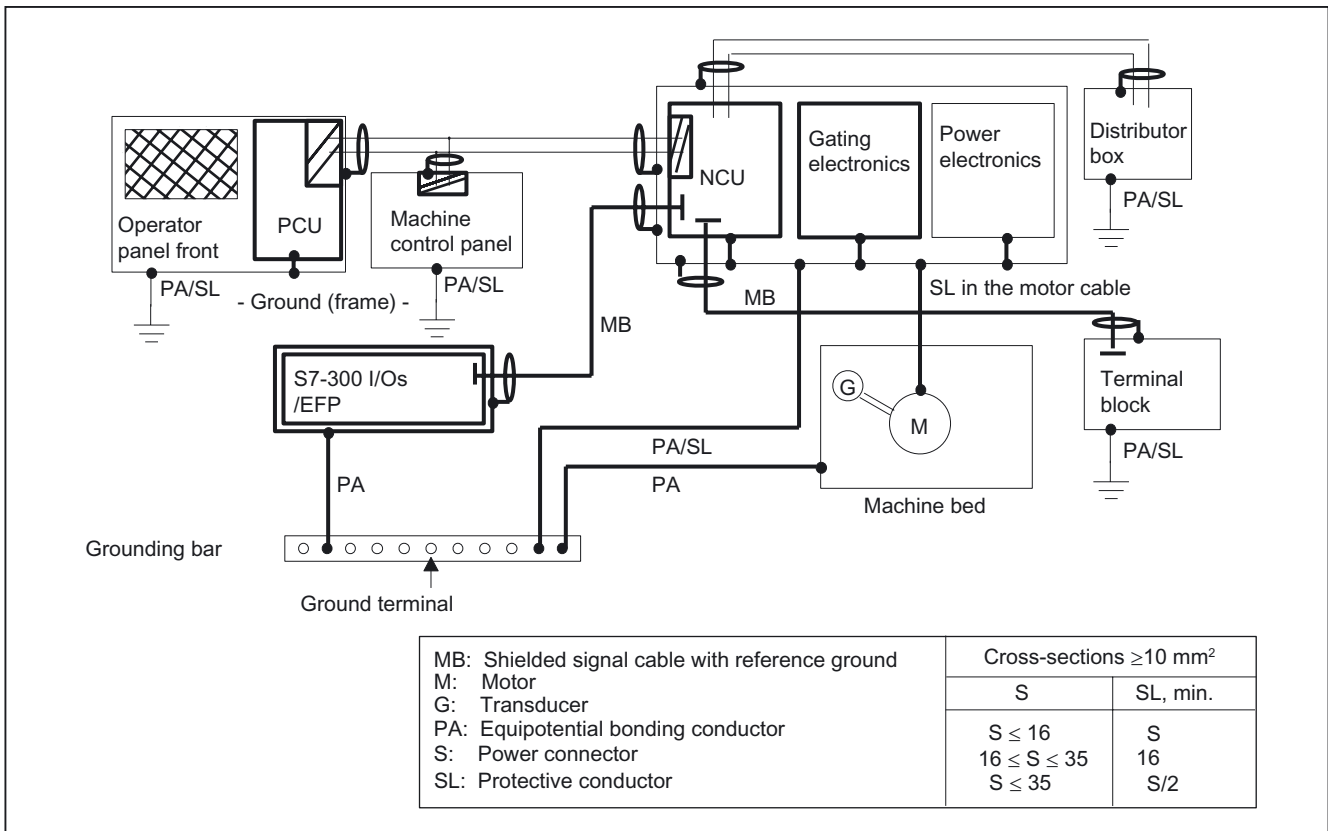 Operator
panel front
PCU
PA/SL
- Ground (frame) -
Machine
control panel
PA/SL
NCU
Gating
electronics
Power
electronics
Distributor
box
PA/SL
MB
MB
SL in the motor cable
S7-300 I/Os
/EFP
PA
PA/SL
PA
G
M
Machine bed
Terminal
block
PA/SL
Grounding bar
Ground terminal
MB: Shielded signal cable with reference ground
M: Motor
G: Transducer
PA: Equipotential bonding conductor
S: Power connector
SL: Protective conductor
Cross-sections ≥10 mm²
S SL, min.
S ≤ 16 S
16 ≤ S ≤ 35 16
S ≤ 35 S/2